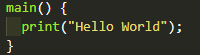 main() {
  print("Hello World");
}